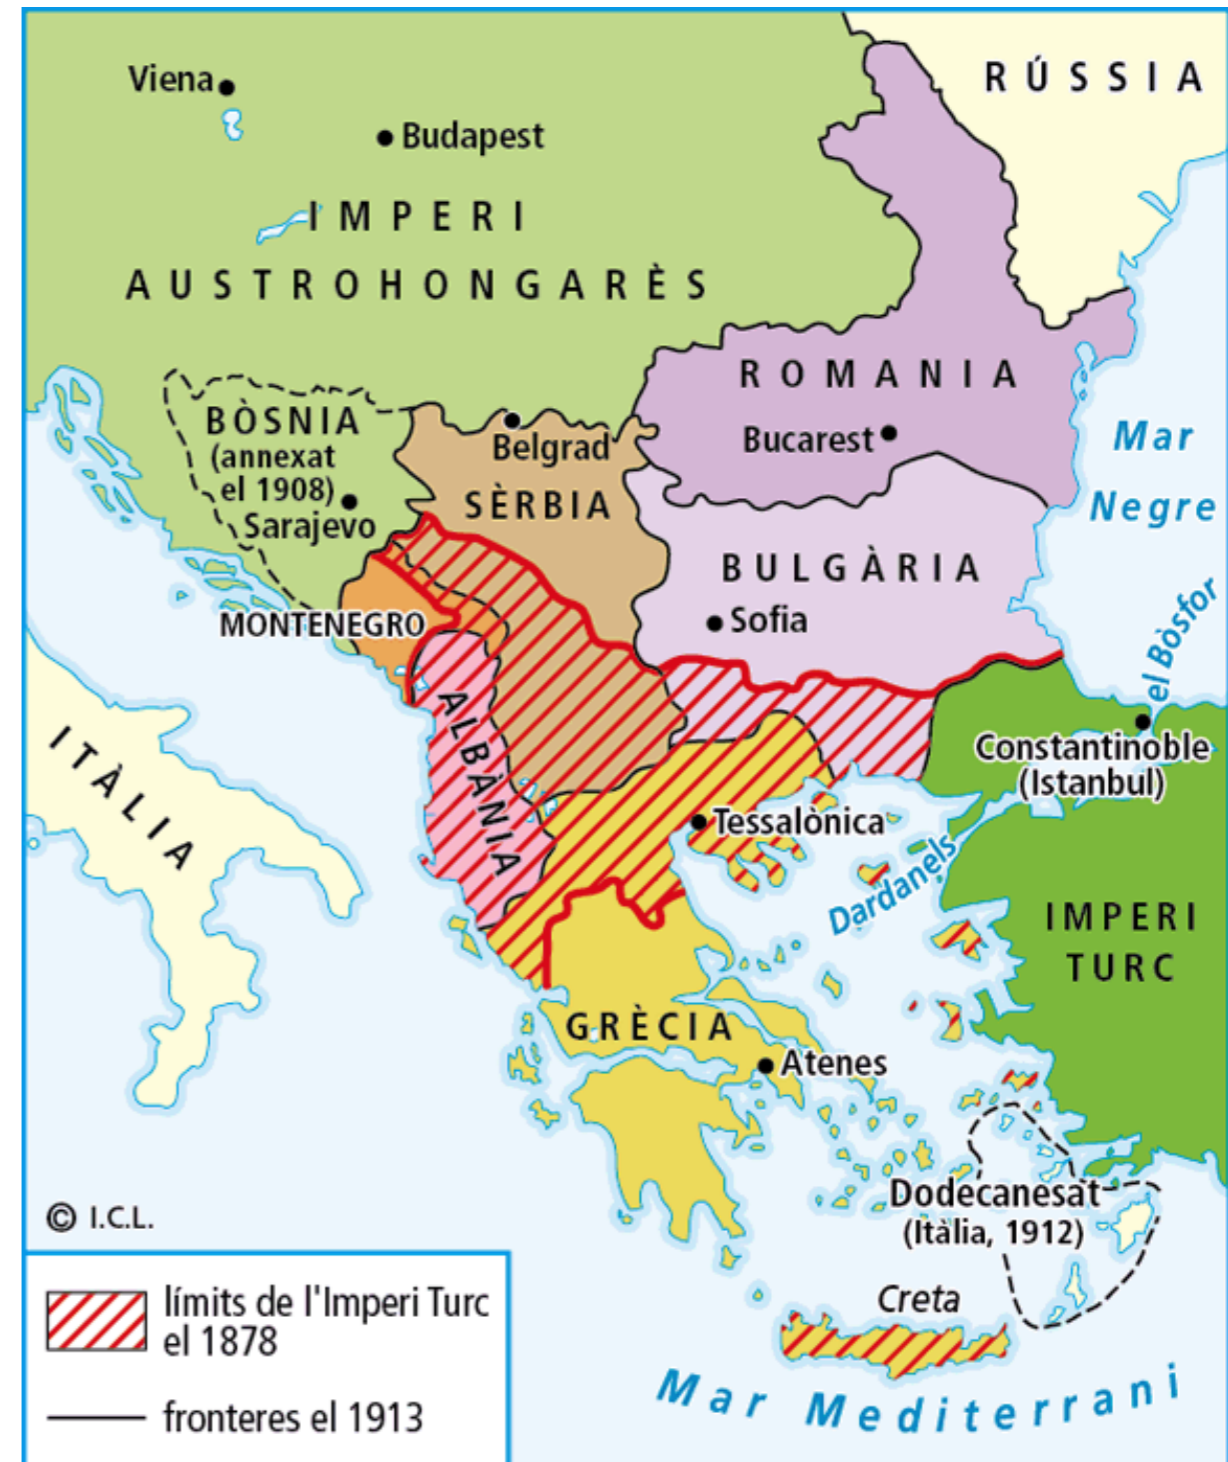 RÚSSIA
Viena
Budapest
IMPERI
AUSTROHONGARÈS
ROMANIA
Bucarest
BÒSNIA
(annexat
el 1908)
Sarajevo
Belgrad
SÈRBIA
Mar
Negre
BULGÀRIA
Sofia
MONTENEGRO
el Bòsfor
ITÀLIA
ALBÀNIA
Constantinoble
(Istanbul)
Tessalònica
Dardanels
IMPERI
TURC
GRÈCIA
Atenes
Dodecanesat
(Itàlia, 1912)
Creta
Mar Mediterrani
© I.C.L.
límits de l'Imperi Turc
el 1878
fronteres el 1913